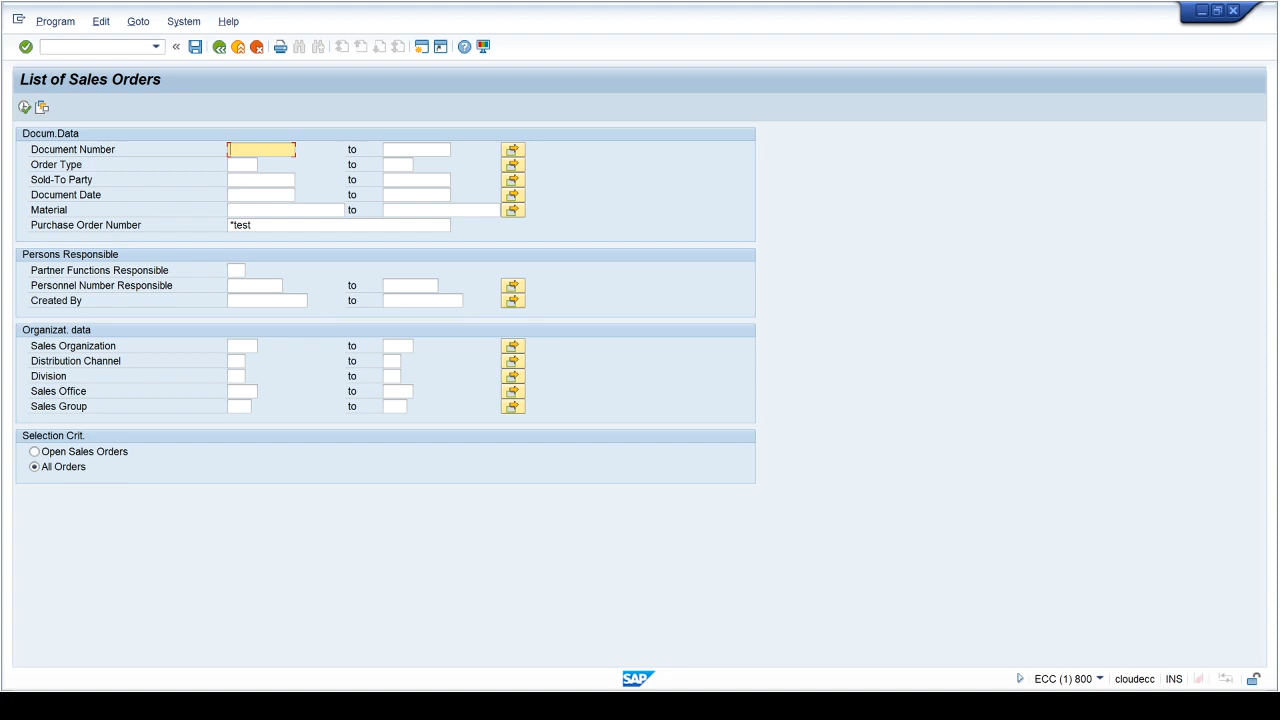 Program Edit Goto System Help
List of Sales Orders
Docum.Data
Document Number to
Order Type to
Sold-To Party to
Document Date to
Material to
Purchase Order Number *test
Persons Responsible
Partner Functions Responsible
Personnel Number Responsible to
Created By to
Organizat. data
Sales Organization to
Distribution Channel to
Division to
Sales Office to
Sales Group to
Selection Crit.
Open Sales Orders
All Orders
SAP ECC (1) 800 cloudecc INS